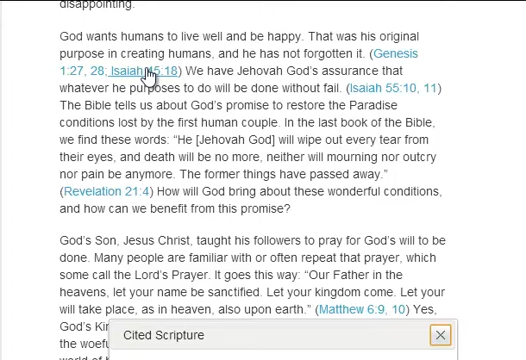 disappointing.
God wants humans to live well and be happy. That was his original
purpose in creating humans, and he has not forgotten it. (Genesis
1:27, 28; Isaiah 45:18) We have Jehovah God's assurance that
whatever he purposes to do will be done without fail. (Isaiah 55:10, 11)
The Bible tells us about God's promise to restore the Paradise
conditions lost by the first human couple. In the last book of the Bible,
we find these words: “He [Jehovah God] will wipe out every tear from
their eyes, and death will be no more, neither will mourning nor outcry
nor pain be anymore. The former things have passed away.”
(Revelation 21:4) How will God bring about these wonderful conditions,
and how can we benefit from this promise?
God's Son, Jesus Christ, taught his followers to pray for God's will to be
done. Many people are familiar with or often repeat that prayer, which
some call the Lord's Prayer. It goes this way: “Our Father in the
heavens, let your name be sanctified. Let your kingdom come. Let your
will take place, as in heaven, also upon earth.” (Matthew 6:9, 10) Yes,
God's
Cited Scripture
the